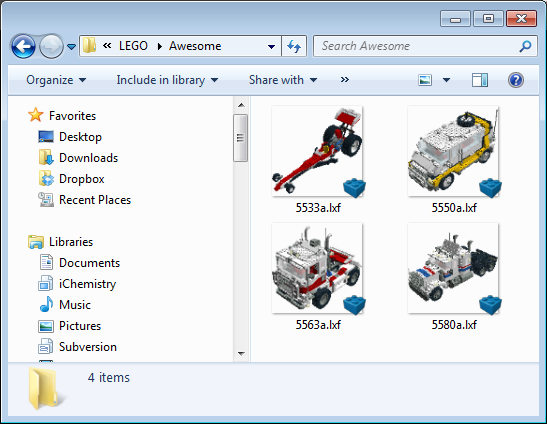 « LEGO ▸ Awesome
Search Awesome
Organize Include in library Share with »
Favorites
Desktop
Downloads
Dropbox
Recent Places
Libraries
Documents
iChemistry
Music
Pictures
Subversion
5533a.lxf 5550a.lxf
5563a.lxf 5580a.lxf
4 items